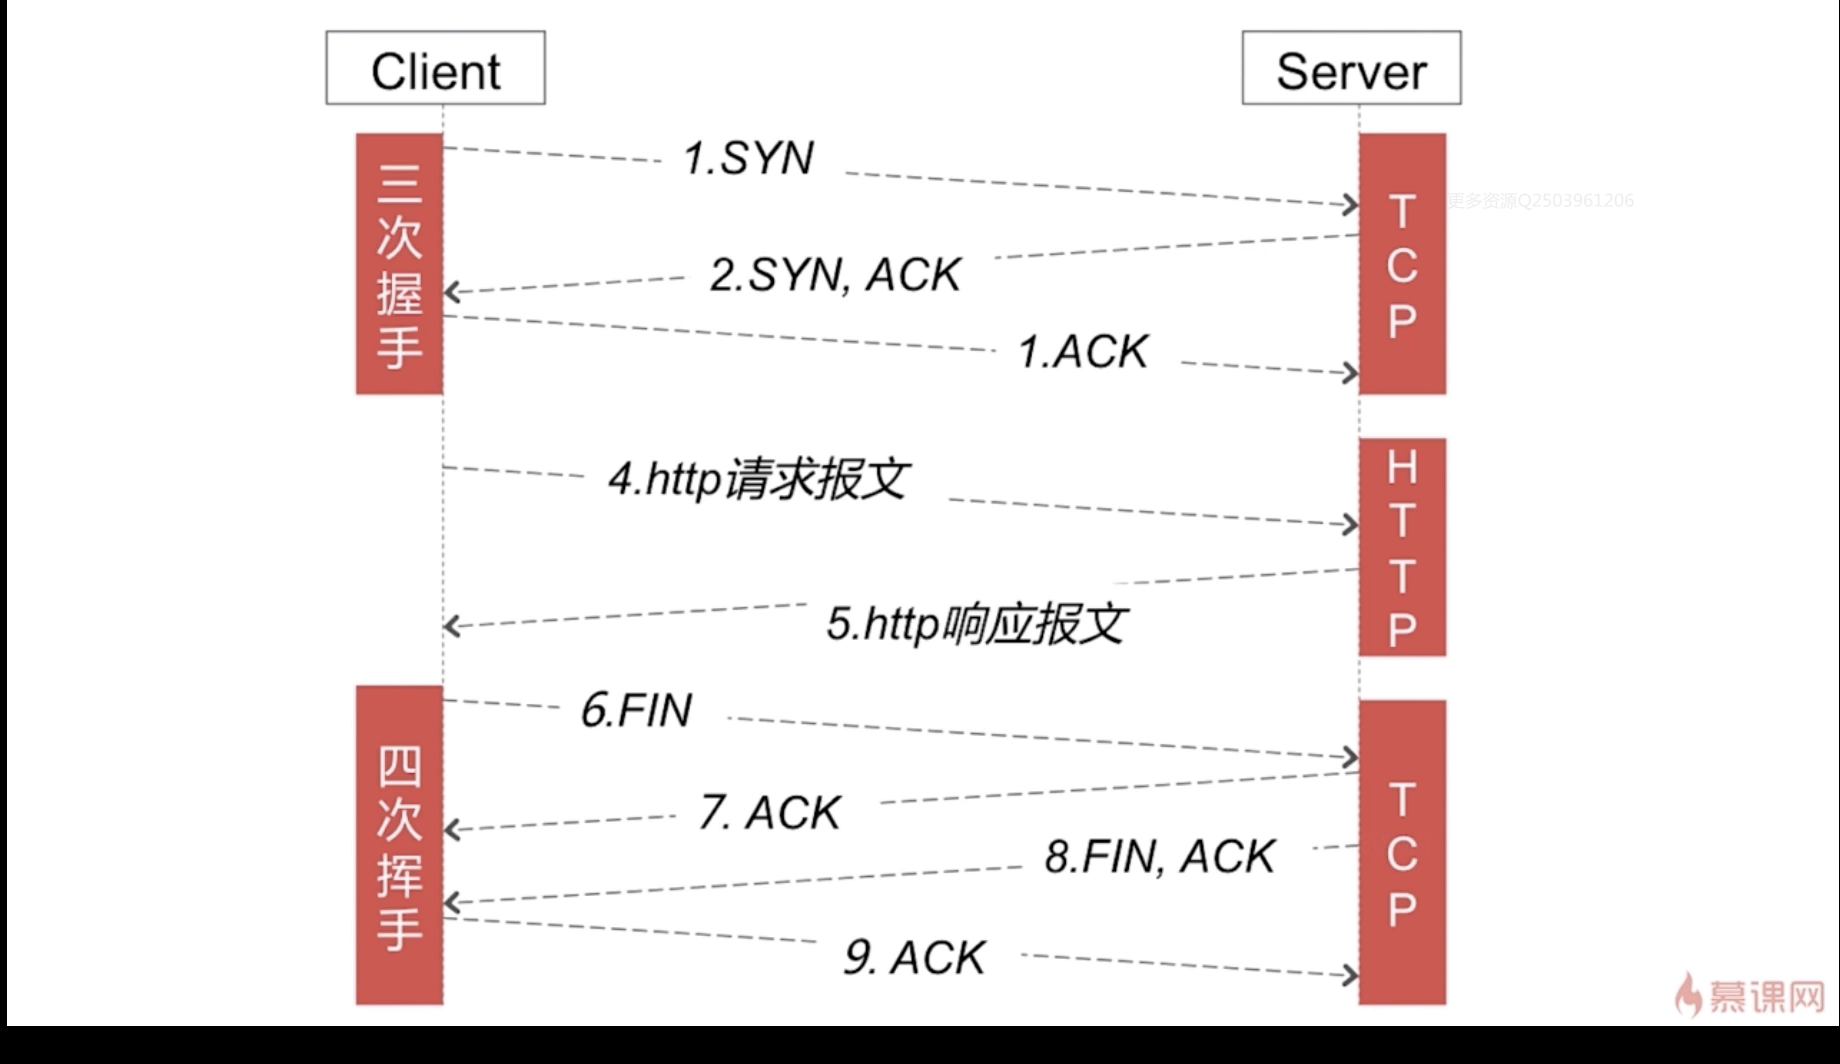 Client
Server
三次握手
1.SYN
TCP
更多资源Q2503961206
2.SYN, ACK
1.ACK
4.http请求报文
HTTP
5.http响应报文
四次挥手
6.FIN
TCP
7. ACK
8.FIN, ACK
9. ACK
慕课网